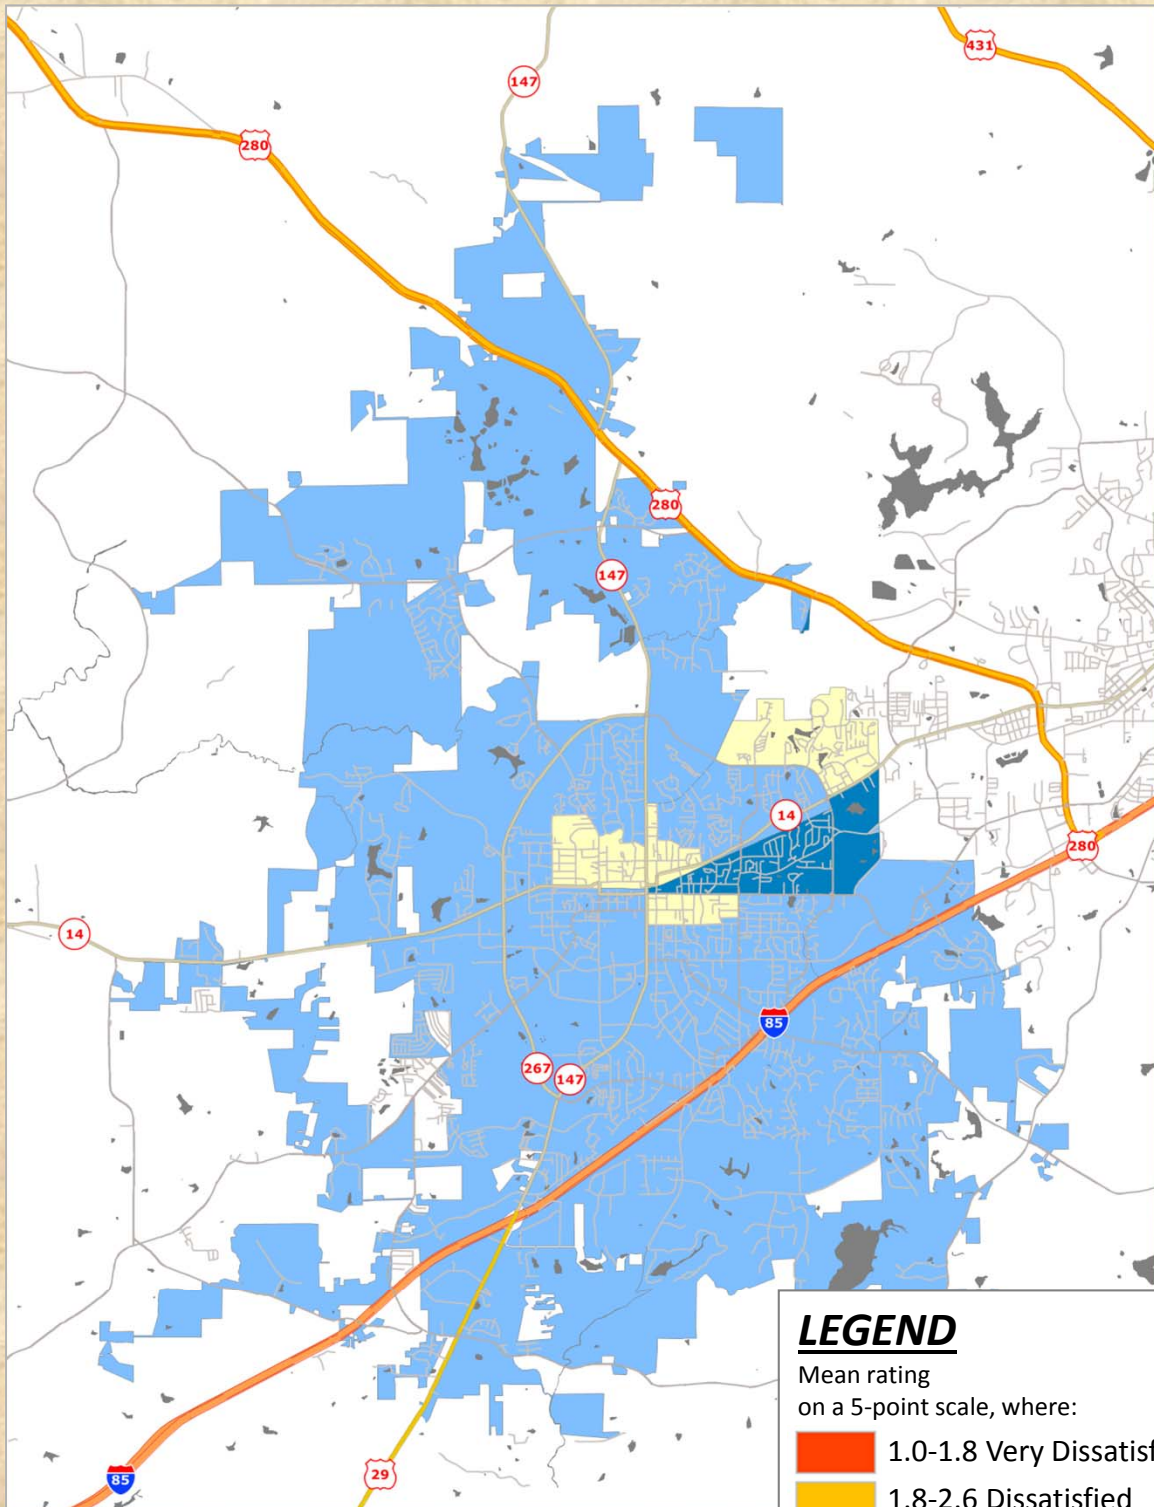 431
147
280
280
147
14
280
14
85
267
147
LEGEND
Mean rating
on a 5-point scale, where:
1.0-1.8 Very Dissatisf
1.8-2.6 Dissatisfied
29
85